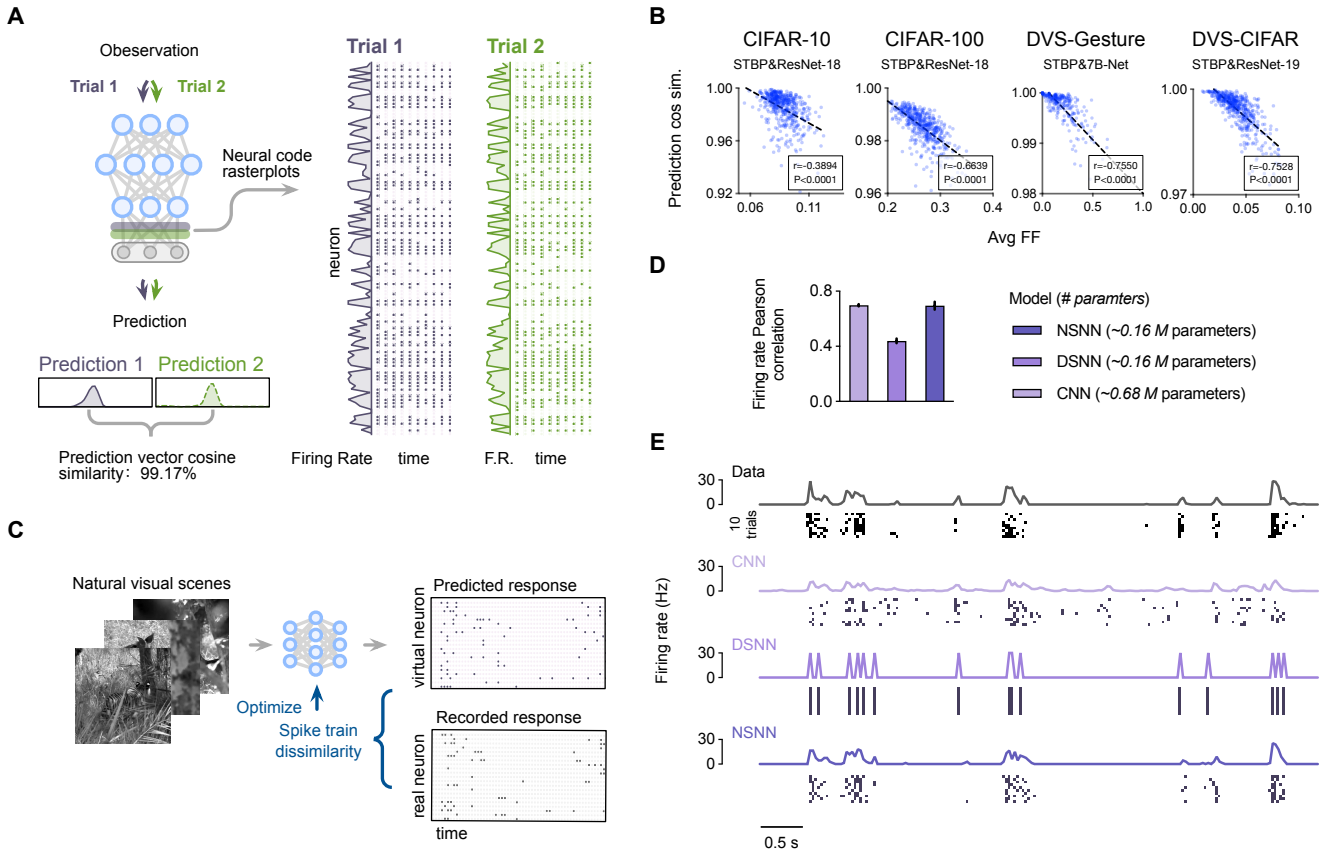 A
Obeservation
Trial 1
Trial 2
Neural code
rasterplots
Prediction
Prediction 1
Prediction 2
Prediction vector cosine
similarity: 99.17%
Trial 1
Trial 2
neuron
Firing Rate
time
F.R.
time
B
CIFAR-10
STBP&ResNet-18
CIFAR-100
STBP&ResNet-18
DVS-Gesture
STBP&7B-Net
DVS-CIFAR
STBP&ResNet-19
Prediction cos sim.
1.00
0.96
0.92
0.06
0.12
r=-0.3894
P<0.0001
1.00
0.98
0.96
0.2
0.3
0.4
r=-0.6639
P<0.0001
1.00
0.99
0.98
0.0
0.5
1.0
r=-0.7550
P<0.0001
1.00
0.97
0.00
0.05
0.10
r=-0.7528
P<0.0001
Avg FF
C
Natural visual scenes
Optimize
Spike train
dissimilarity
Predicted response
virtual neuron
Recorded response
real neuron
time
D
Firing rate Pearson
correlation
0.8
0.4
0.0
Model (# paramters)
NSNN (~0.16 M parameters)
DSNN (~0.16 M parameters)
CNN (~0.68 M parameters)
E
Firing rate (Hz)
Data
30
0
10
trials
CNN
30
0
DSNN
30
0
NSNN
30
0
0.5 s